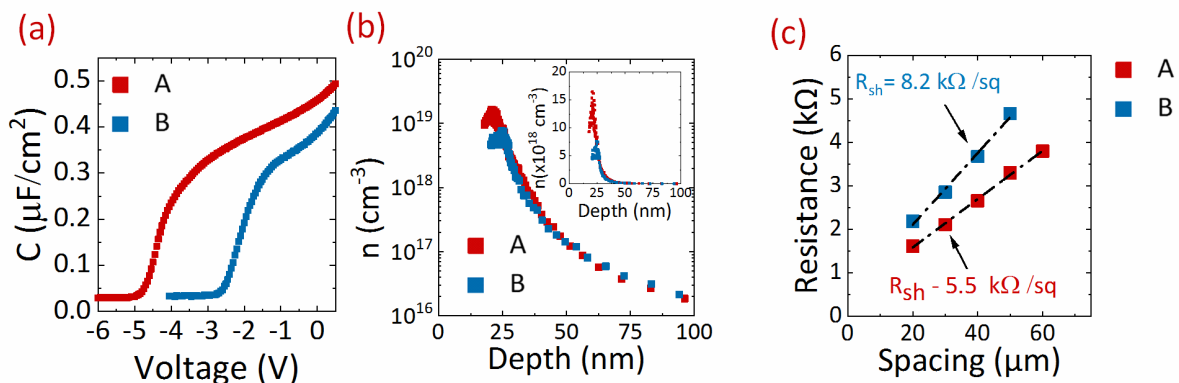 (a)
C (μF/cm²)
0.5
0.4
0.3
0.2
0.1
0.0
-6 -5 -4 -3 -2 -1 0
Voltage (V)
A
B
(b)
n (cm⁻³)
10²⁰
10¹⁹
10¹⁸
10¹⁷
10¹⁶
0 25 50 75 100
Depth (nm)
A
B
n(x10¹⁸ cm⁻³)
20
15
10
5
0
0 25 50 75 100
Depth (nm)
(c)
Resistance (kΩ)
6
5
4
3
2
1
0
0 20 40 60
Spacing (μm)
Rsh= 8.2 kΩ /sq
Rsh - 5.5 kΩ /sq
A
B